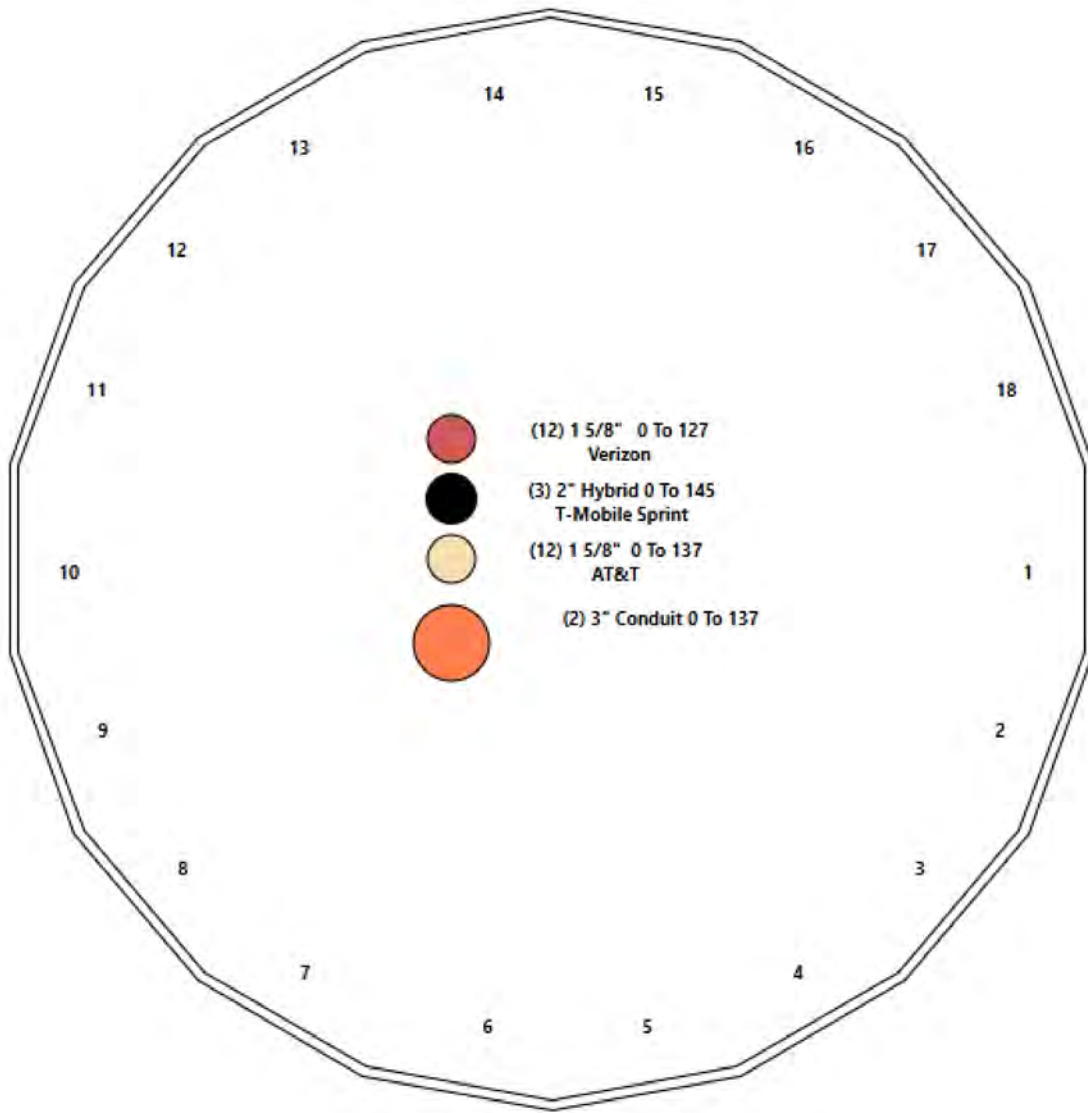 14
15
13
16
12
17
11
18
(12) 1 5/8" 0 To 127
Verizon
(3) 2" Hybrid 0 To 145
T-Mobile Sprint
(12) 1 5/8" 0 To 137
AT&T
10
1
(2) 3" Conduit 0 To 137
9
2
8
3
7
4
6
5